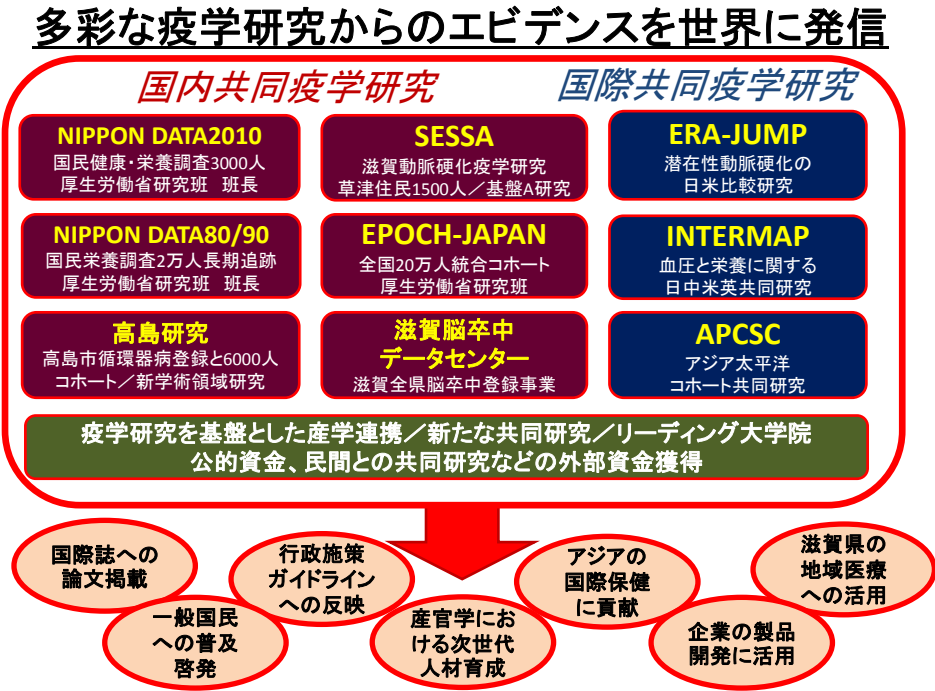 多彩な疫学研究からのエビデンスを世界に発信
国内共同疫学研究
国際共同疫学研究
NIPPON DATA2010
国民健康・栄養調査3000人
厚生労働省研究班 班長
SESSA
滋賀動脈硬化疫学研究
草津住民1500人／基盤A研究
ERA-JUMP
潜在性動脈硬化の
日米比較研究
NIPPON DATA80/90
国民栄養調査2万人長期追跡
厚生労働省研究班 班長
EPOCH-JAPAN
全国20万人統合コホート
厚生労働省研究班
INTERMAP
血圧と栄養に関する
日中米英共同研究
高島研究
高島市循環器病登録と6000人
コホート／新学術領域研究
滋賀脳卒中
データセンター
滋賀全県脳卒中登録事業
APCSC
アジア太平洋
コホート共同研究
疫学研究を基盤とした産学連携／新たな共同研究／リーディング大学院
公的資金、民間との共同研究などの外部資金獲得
国際誌への
論文掲載
一般国民
への普及
啓発
行政施策
ガイドライン
への反映
産官学にお
ける次世代
人材育成
アジアの
国際保健
に貢献
企業の製品
開発に活用
滋賀県の
地域医療
への活用